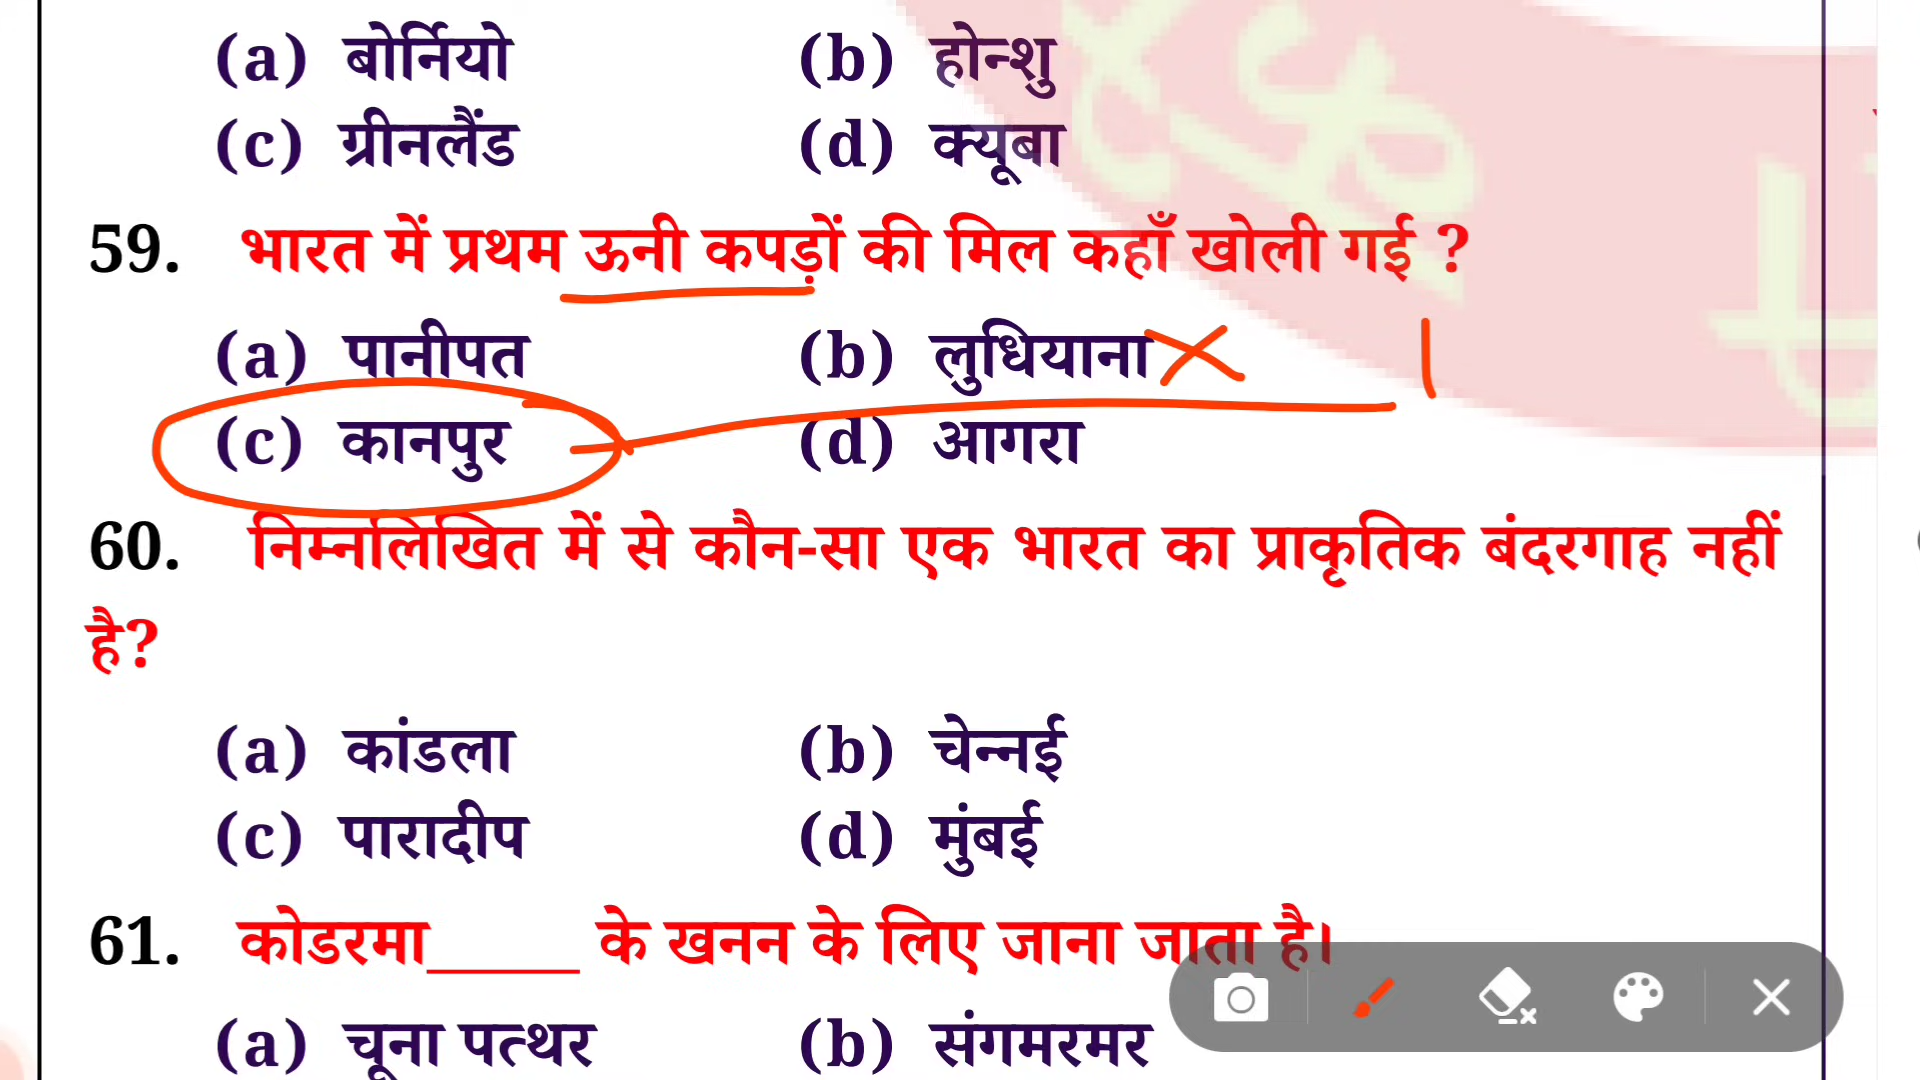 (a) बोर्नियो (b) होन्शु
(c) ग्रीनलैंड (d) क्यूबा
59. भारत में प्रथम ऊनी कपड़ों की मिल कहाँ खोली गई ?
(a) पानीपत (b) लुधियाना
(c) कानपुर (d) आगरा
60. निम्नलिखित में से कौन-सा एक भारत का प्राकृतिक बंदरगाह नहीं
है?
(a) कांडला (b) चेन्नई
(c) पारादीप (d) मुंबई
61. कोडरमा_____ के खनन के लिए जाना जाता है।
(a) चूना पत्थर (b) संगमरमर